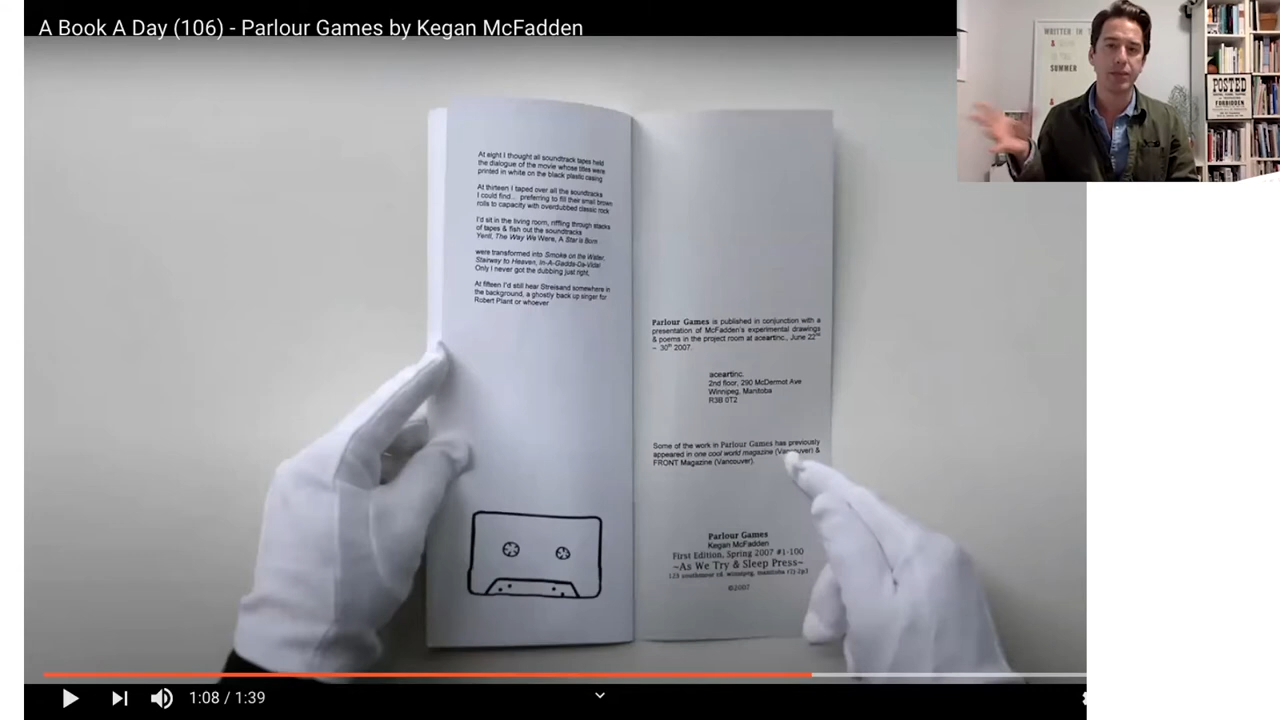 A Book A Day (106) - Parlour Games by Kegan McFadden
WRITTEN IN
SUMMER
POSTED
FORBIDDEN
At eight I thought all soundtrack tapes held
the dialogue of the movie whose titles were
printed in white on the black plastic casing
At thirteen I taped over all the soundtracks
I could find... preferring to fill their small brown
rolls to capacity with overdubbed classic rock
I'd sit in the living room, riffling through stacks
of tapes & fish out the soundtracks
Yentl, The Way We Were, A Star is Born
were transformed into Smoke on the Water,
Stairway to Heaven, In-A-Gadda-Da-Vida!
Only I never got the dubbing just right,
At fifteen I'd still hear Streisand somewhere in
the background, a ghostly back up singer for
Robert Plant or whoever
Parlour Games is published in conjunction with a
presentation of McFadden's experimental drawings
& poems in the project room at aceartinc., June 22nd
– 30th 2007.
aceartinc.
2nd floor, 290 McDermot Ave
Winnipeg, Manitoba
R3B 0T2
Some of the work in Parlour Games has previously
appeared in one cool world magazine (Vancouver) &
FRONT Magazine (Vancouver).
Parlour Games
Kegan McFadden
First Edition, Spring 2007 #1-100
~As We Try & Sleep Press~
winnipeg, manitoba r2j 2p3
©2007
1:08 / 1:39